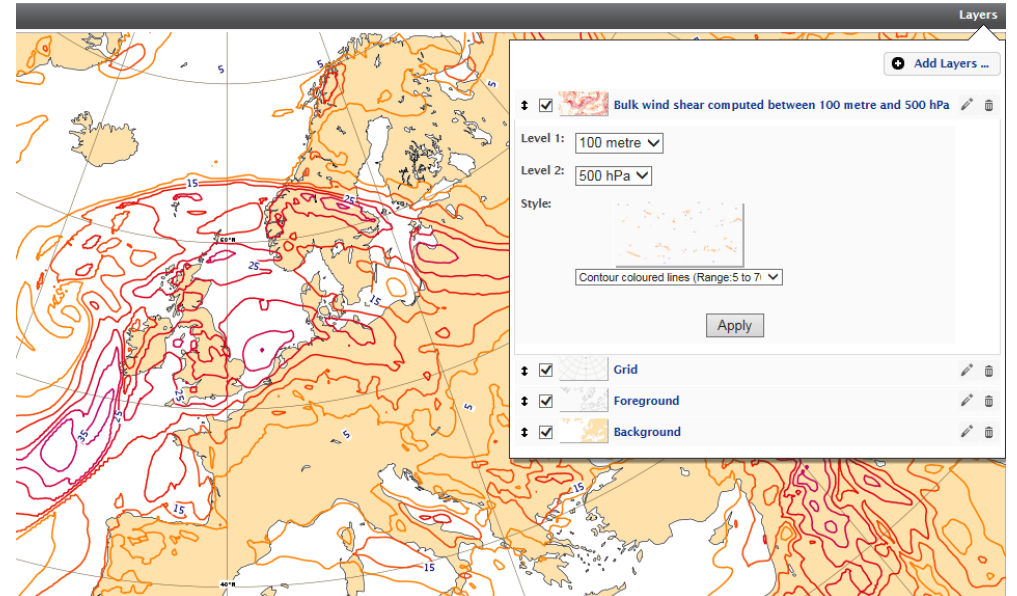 Layers
Add Layers ...
Bulk wind shear computed between 100 metre and 500 hPa
Level 1: 100 metre
Level 2: 500 hPa
Style:
Contour coloured lines (Range:5 to 7(
Apply
Grid
Foreground
Background
5
5
5
15
25
60°N
25
15
25
25
35
5
5
15
15
15
40°N